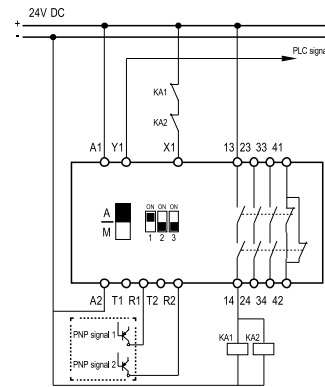 24V DC
+
-
PLC signal
KA1
KA2
A1 Y1 X1 13 23 33 41
A
M
ON ON ON
1 2 3
A2 T1 R1 T2 R2 14 24 34 42
PNP signal 1
PNP signal 2
KA1 KA2